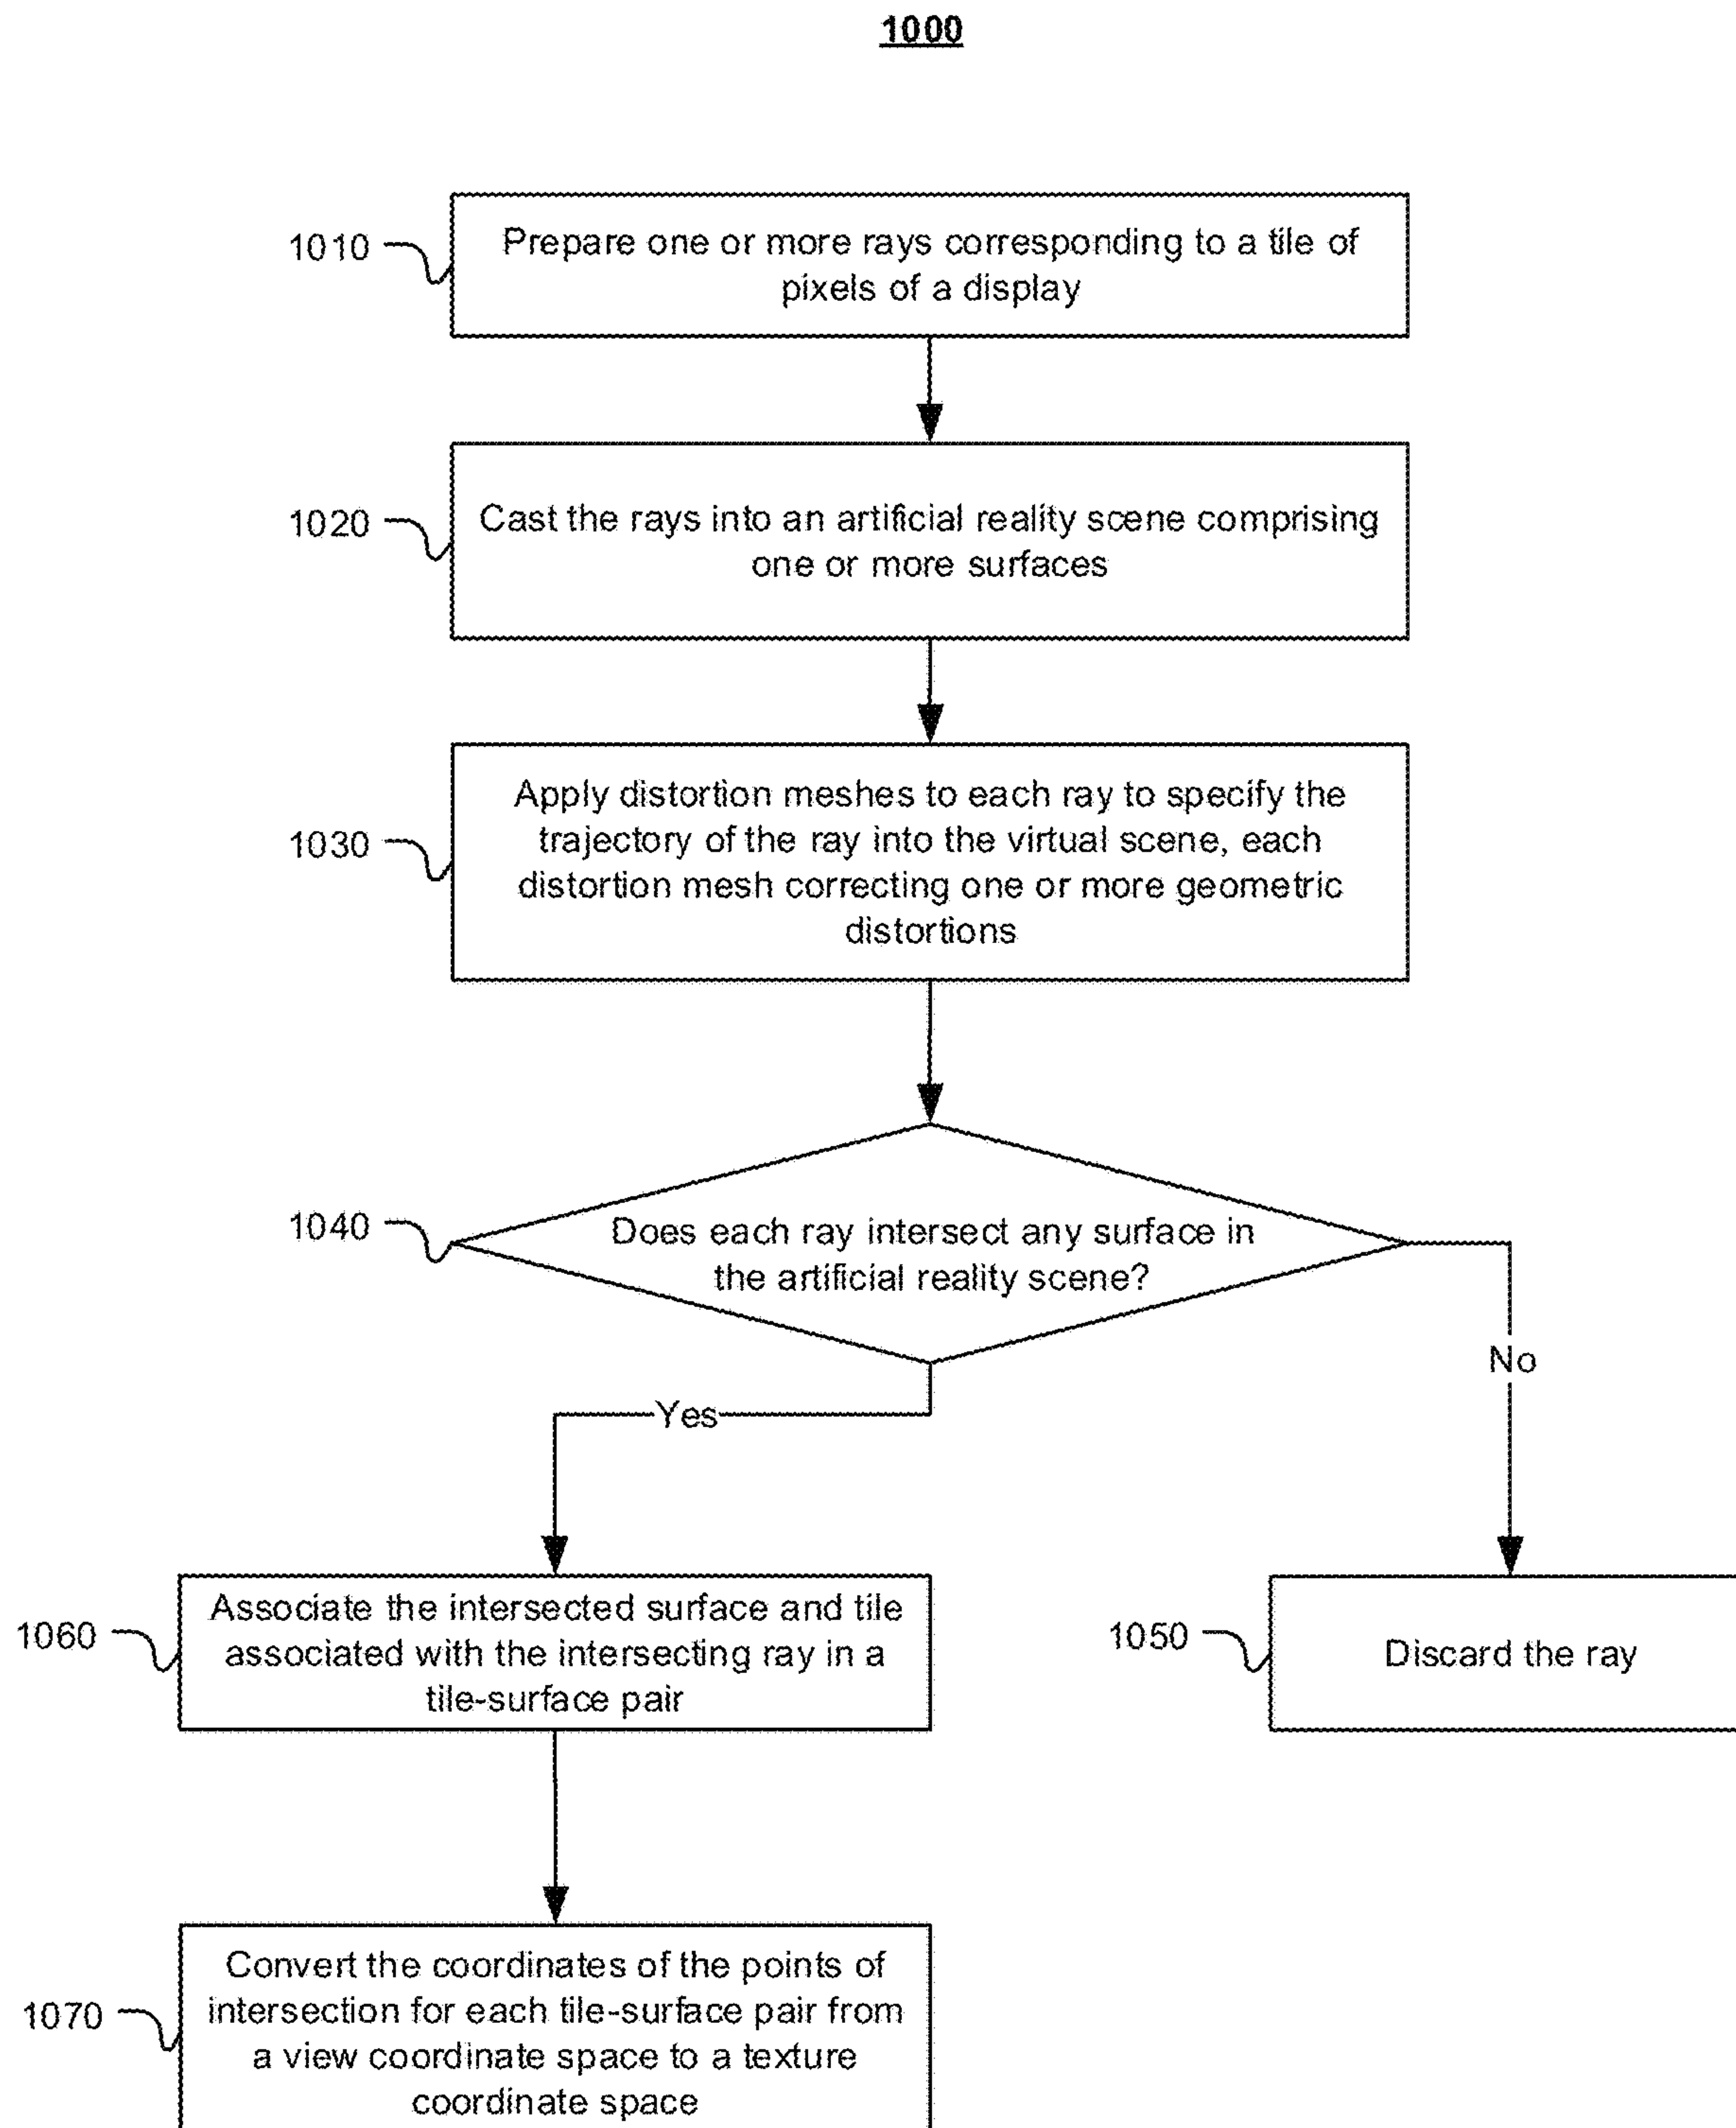 1000
1010
Prepare one or more rays corresponding to a tile of
pixels of a display
1020
Cast the rays into an artificial reality scene comprising
one or more surfaces
1030
Apply distortion meshes to each ray to specify the
trajectory of the ray into the virtual scene, each
distortion mesh correcting one or more geometric
distortions
1040
Does each ray intersect any surface in
the artificial reality scene?
No
Yes
1060
Associate the intersected surface and tile
associated with the intersecting ray in a
tile-surface pair
1050
Discard the ray
1070
Convert the coordinates of the points of
intersection for each tile-surface pair from
a view coordinate space to a texture
coordinate space